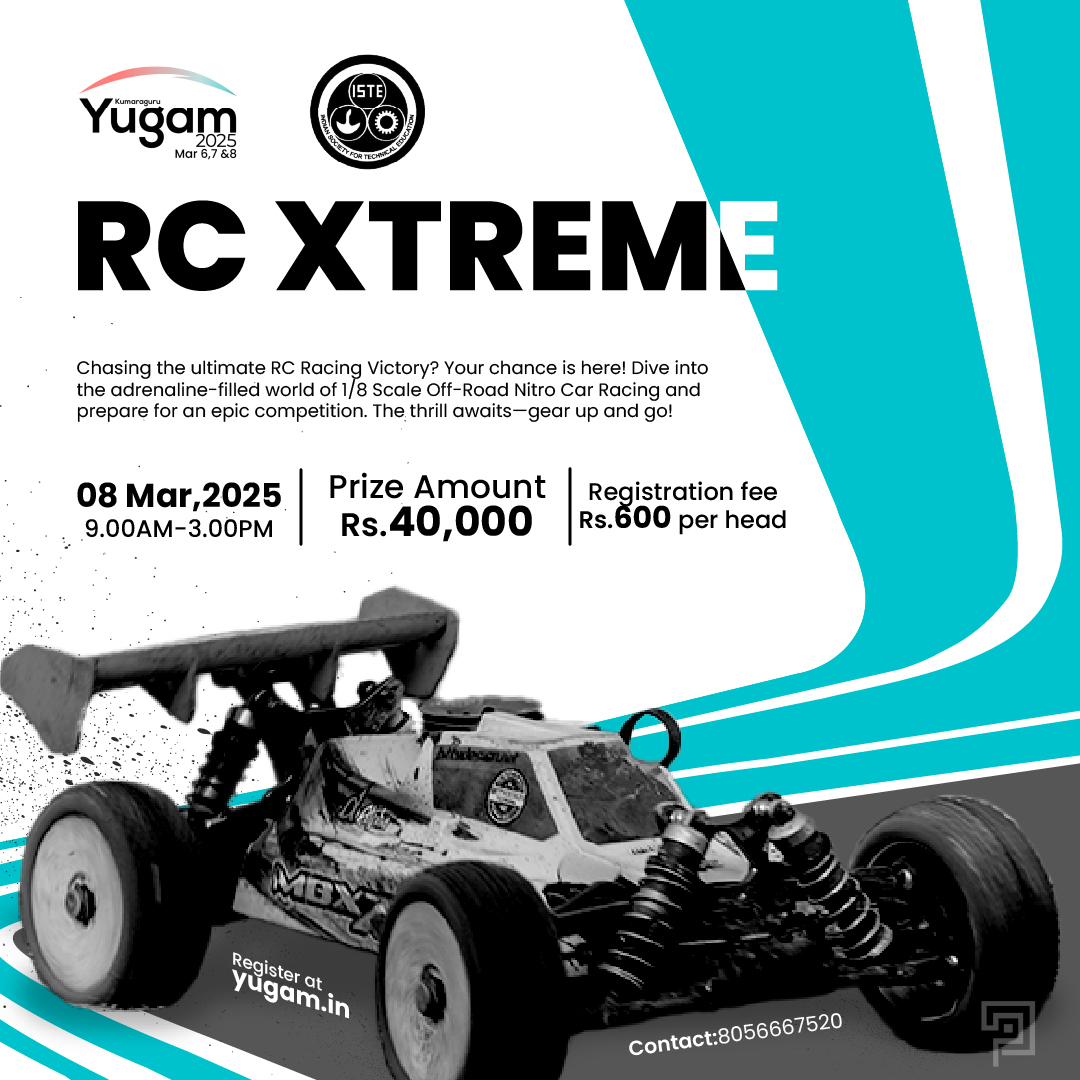 Kumaraguru
Yugam
2025
Mar 6,7 &8
ISTE
INDIAN SOCIETY FOR TECHNICAL EDUCATION
RC XTREME
Chasing the ultimate RC Racing Victory? Your chance is here! Dive into
the adrenaline-filled world of 1/8 Scale Off-Road Nitro Car Racing and
prepare for an epic competition. The thrill awaits—gear up and go!
08 Mar,2025
9.00AM-3.00PM
Prize Amount
Rs.40,000
Registration fee
Rs.600 per head
MBX7
Register at
yugam.in
Contact:8056667520